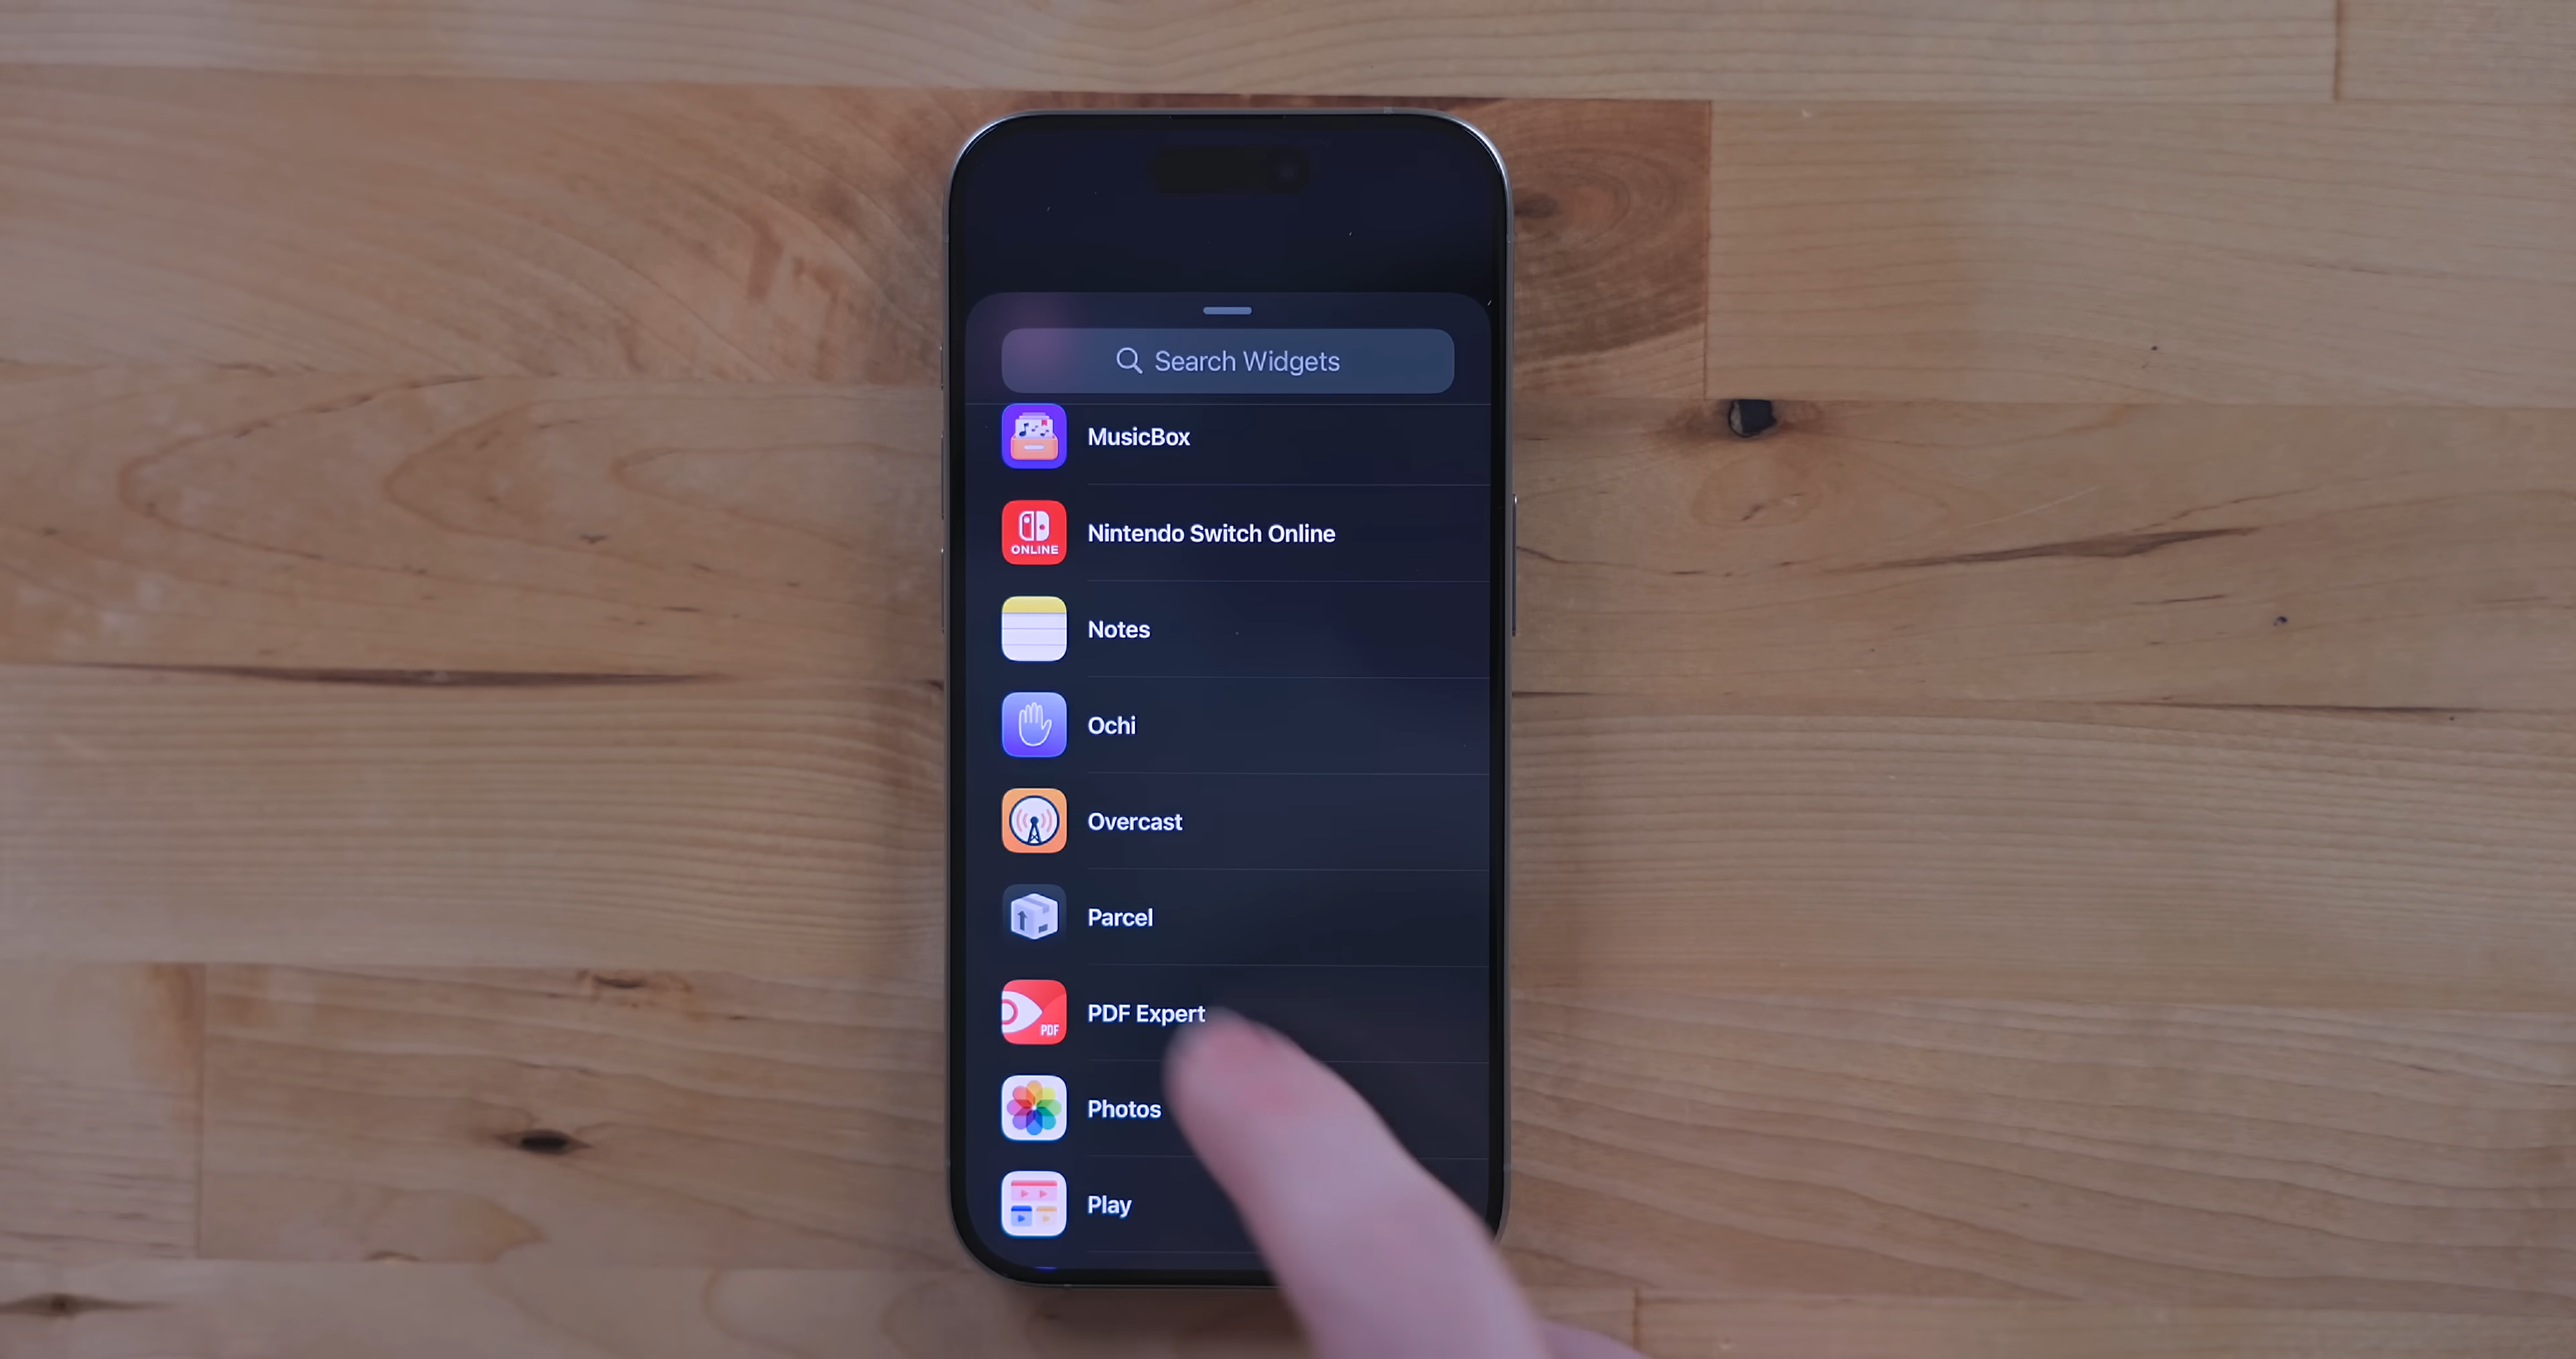 Search Widgets
MusicBox
ONLINE
Nintendo Switch Online
Notes
Ochi
Overcast
Parcel
PDF
PDF Expert
Photos
Play